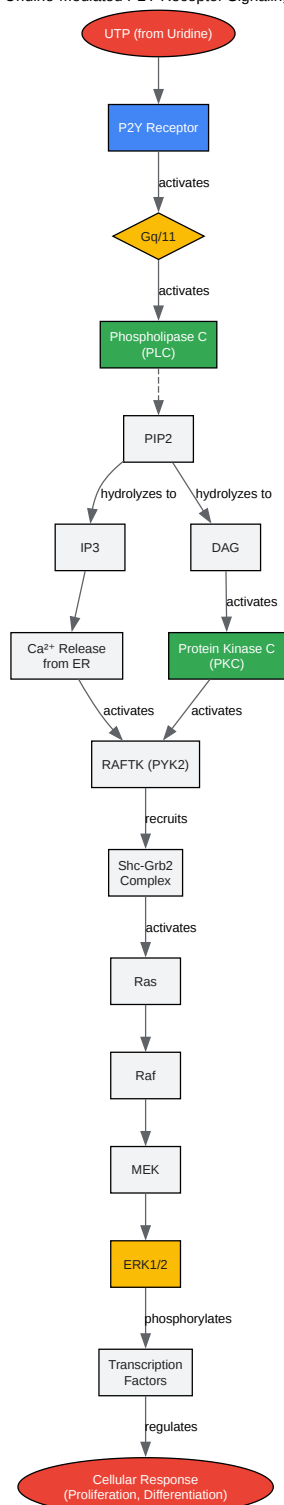 Uridine-Mediated P2Y Receptor Signaling
UTP (from Uridine)
P2Y Receptor
activates
Gq/11
activates
Phospholipase C
(PLC)
PIP2
hydrolyzes to
hydrolyzes to
IP3
DAG
activates
Ca²⁺ Release
from ER
Protein Kinase C
(PKC)
activates
activates
RAFTK (PYK2)
recruits
Shc-Grb2
Complex
activates
Ras
Raf
MEK
ERK1/2
phosphorylates
Transcription
Factors
regulates
Cellular Response
(Proliferation, Differentiation)